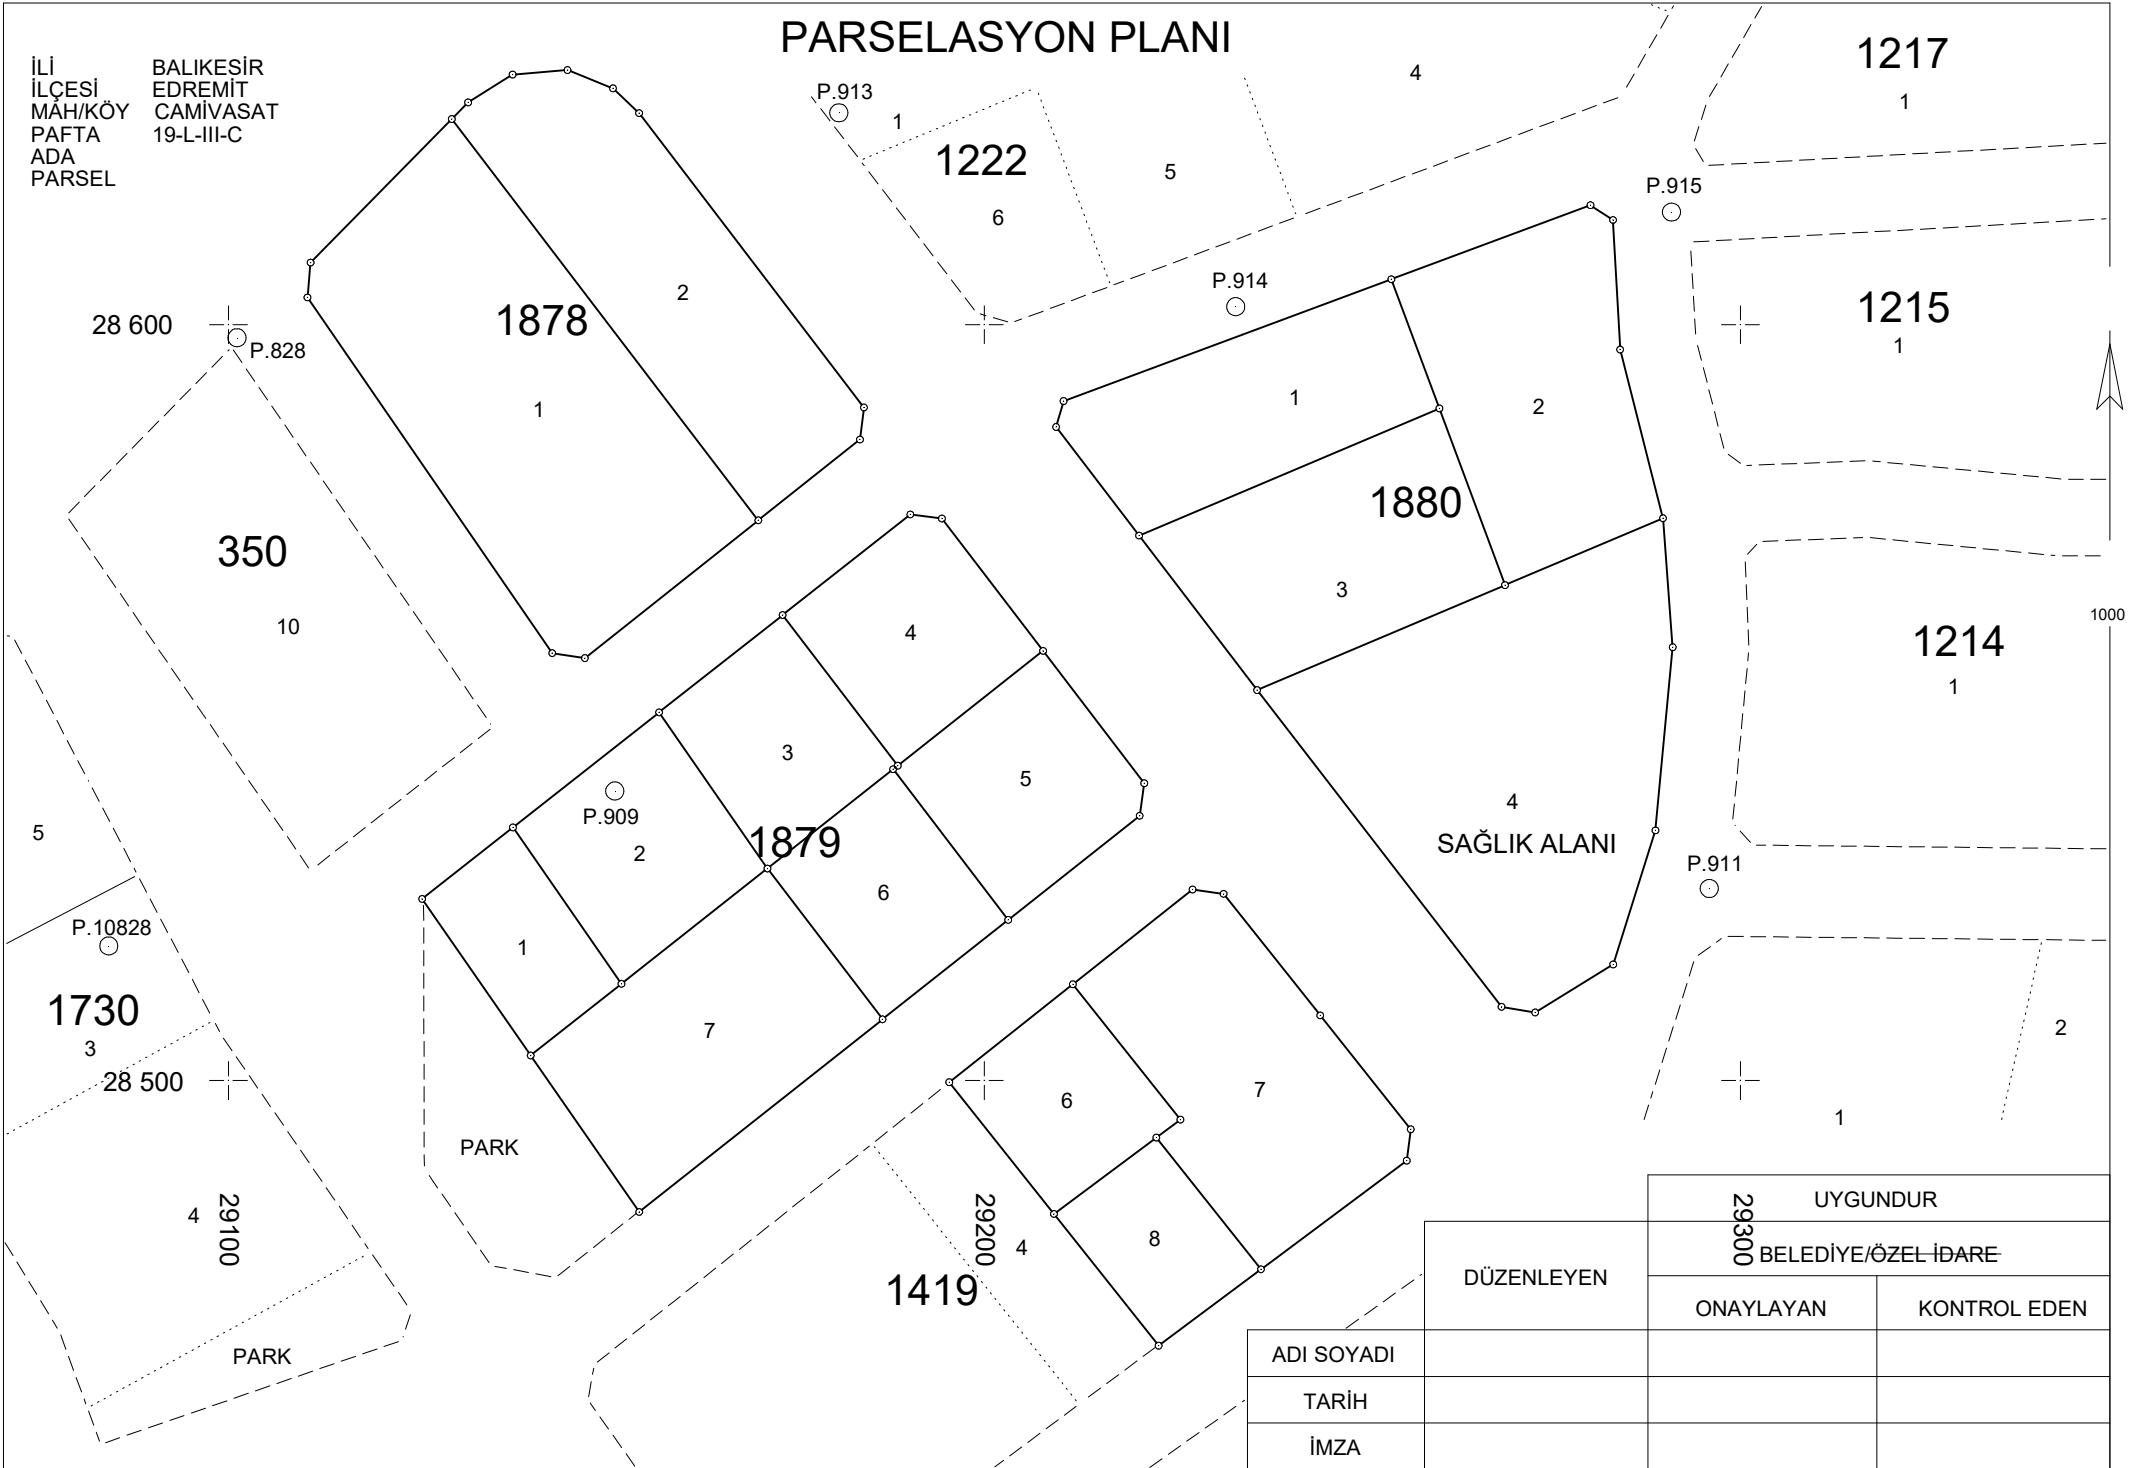 PARSELASYON PLANI
İLİ BALIKESİR
İLÇESİ EDREMİT
MAH/KÖY CAMİVASAT
PAFTA 19-L-III-C
ADA
PARSEL
P.913
1
1222
6
5
4
1217
1
P.915
P.914
1215
1
28 600
P.828
1878
1
2
350
10
1880
1
2
3
4
SAĞLIK ALANI
1000
1214
1
P.911
1879
P.909
1
2
3
4
5
6
7
5
P.10828
1730
3
28 500
4
29100
PARK
PARK
6
7
8
29200
4
1419
2
1
29300
UYGUNDUR
DÜZENLEYEN
BELEDİYE/ÖZEL İDARE
ONAYLAYAN
KONTROL EDEN
ADI SOYADI
TARİH
İMZA